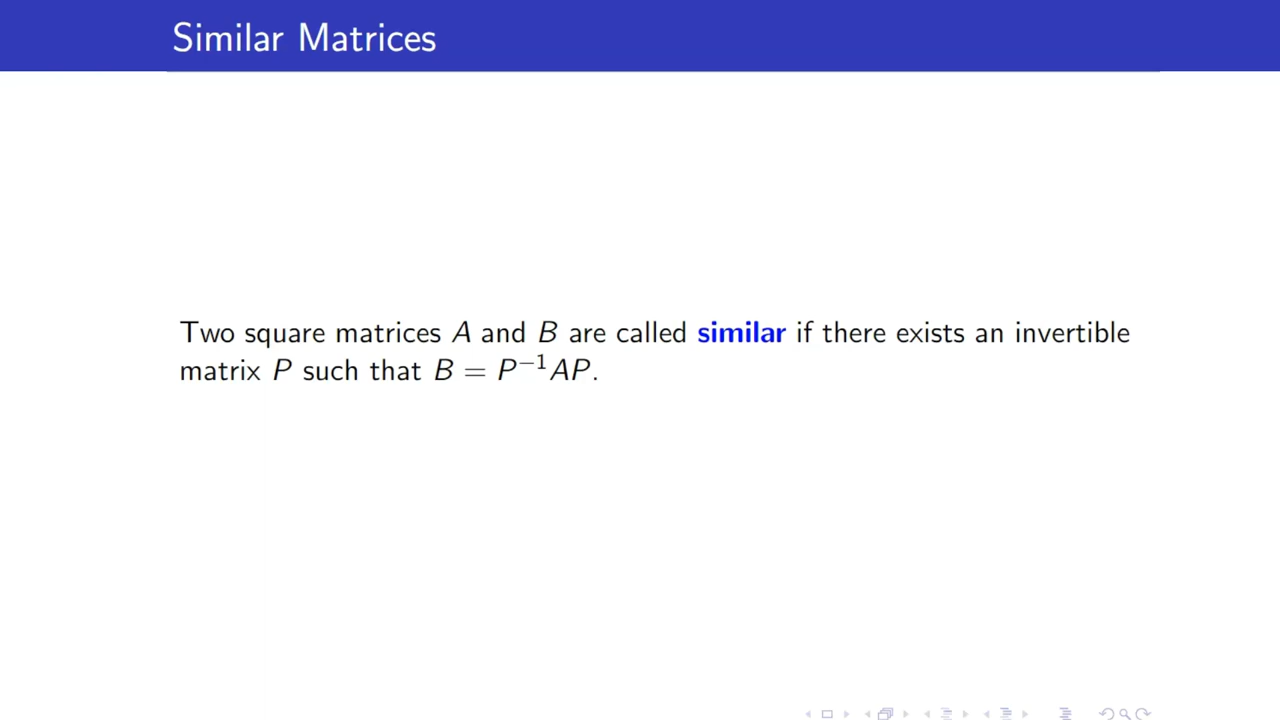 Similar Matrices
Two square matrices A and B are called similar if there exists an invertible
matrix P such that B = P⁻¹AP.